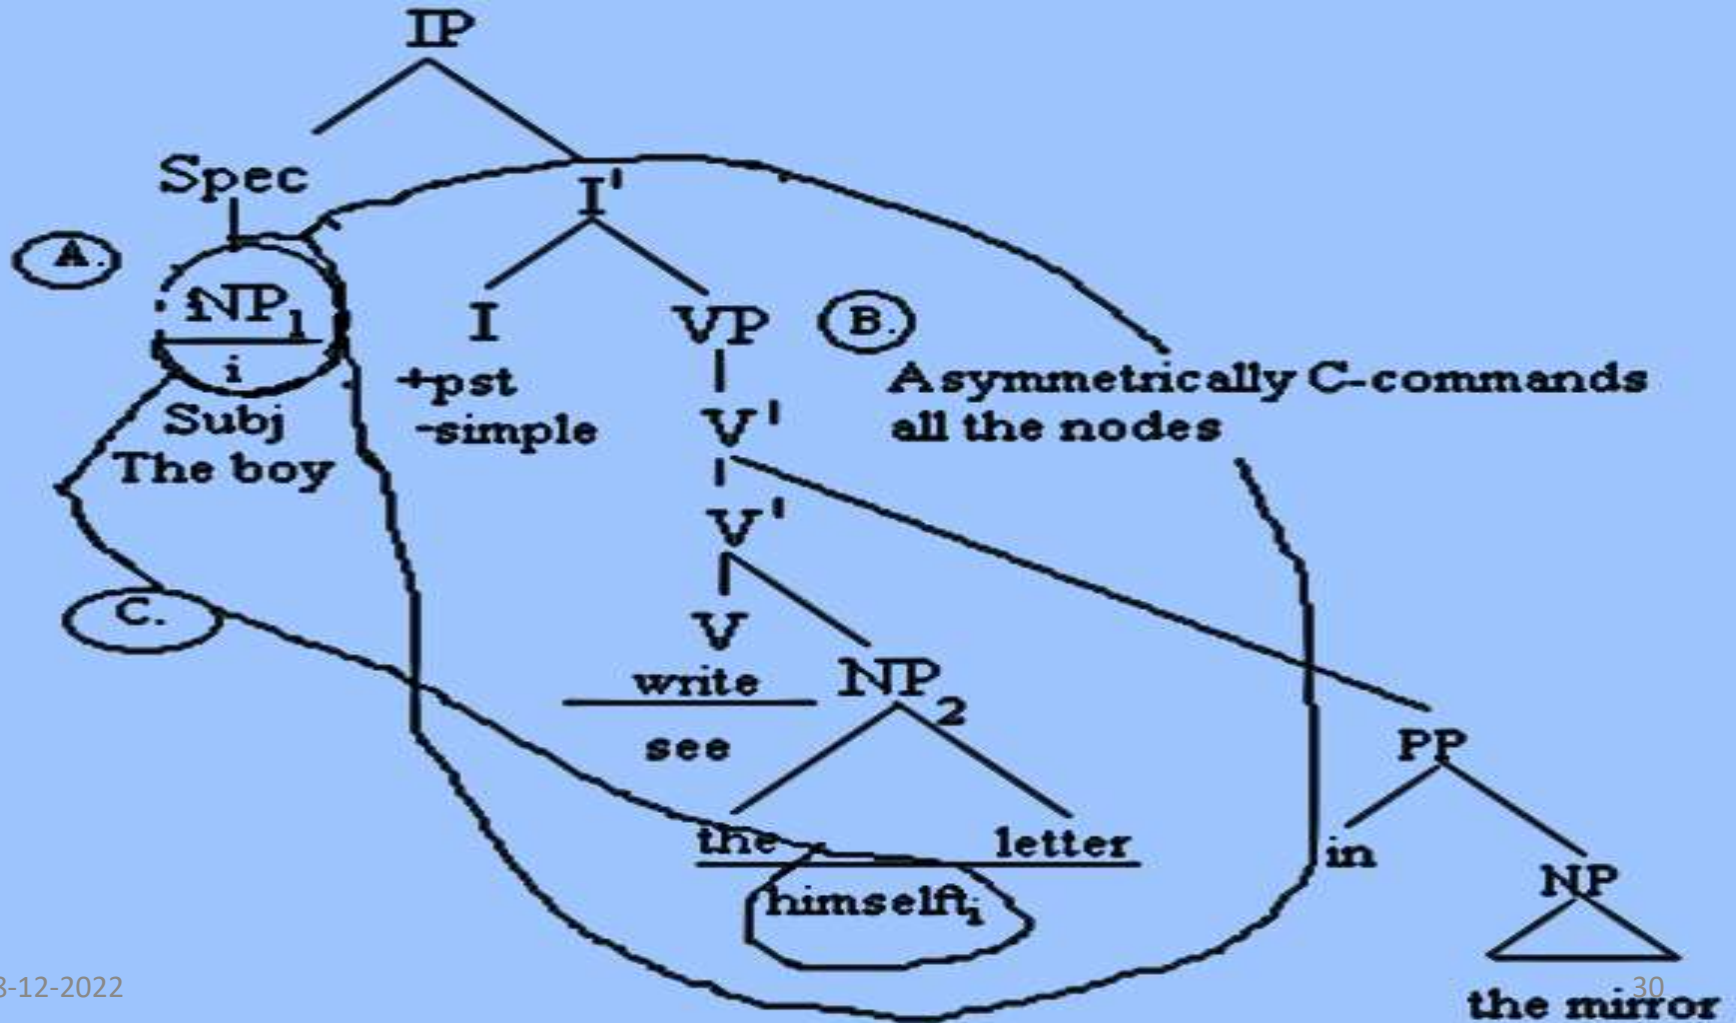 IP
Spec
I'
A.
NP1
i
I
VP
B.
Subj
The boy
+pst
-simple
V'
Asymmetrically C-commands
all the nodes
V'
C.
V
write
see
NP2
PP
the
letter
in
himselfi
NP
the mirror
8-12-2022
30